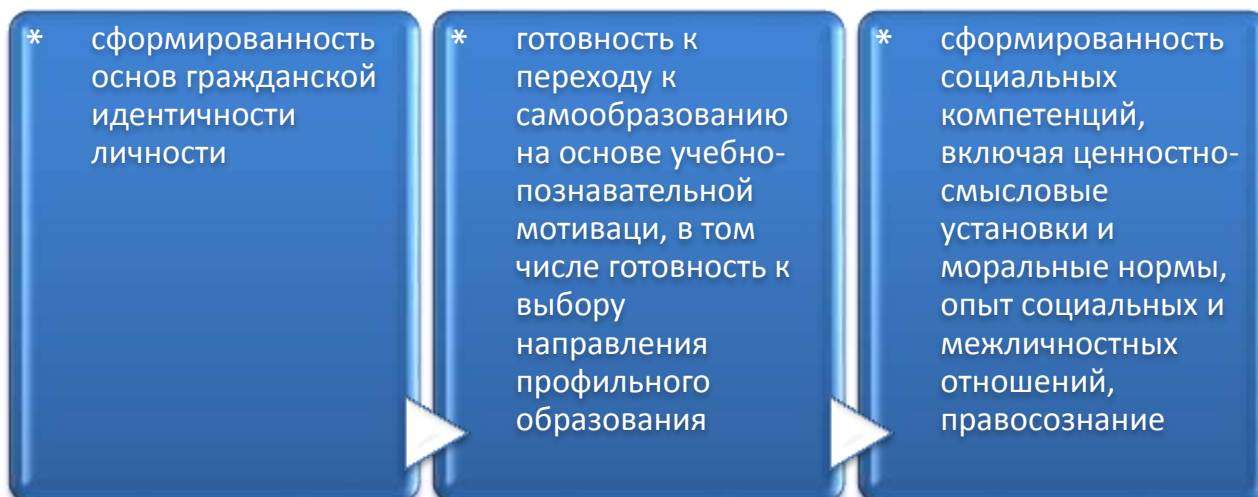 * сформированность
основ гражданской
идентичности
личности
* готовность к
переходу к
самообразованию
на основе учебно-
познавательной
мотиваци, в том
числе готовность к
выбору
направления
профильного
образования
* сформированность
социальных
компетенций,
включая ценностно-
смысловые
установки и
моральные нормы,
опыт социальных и
межличностных
отношений,
правосознание